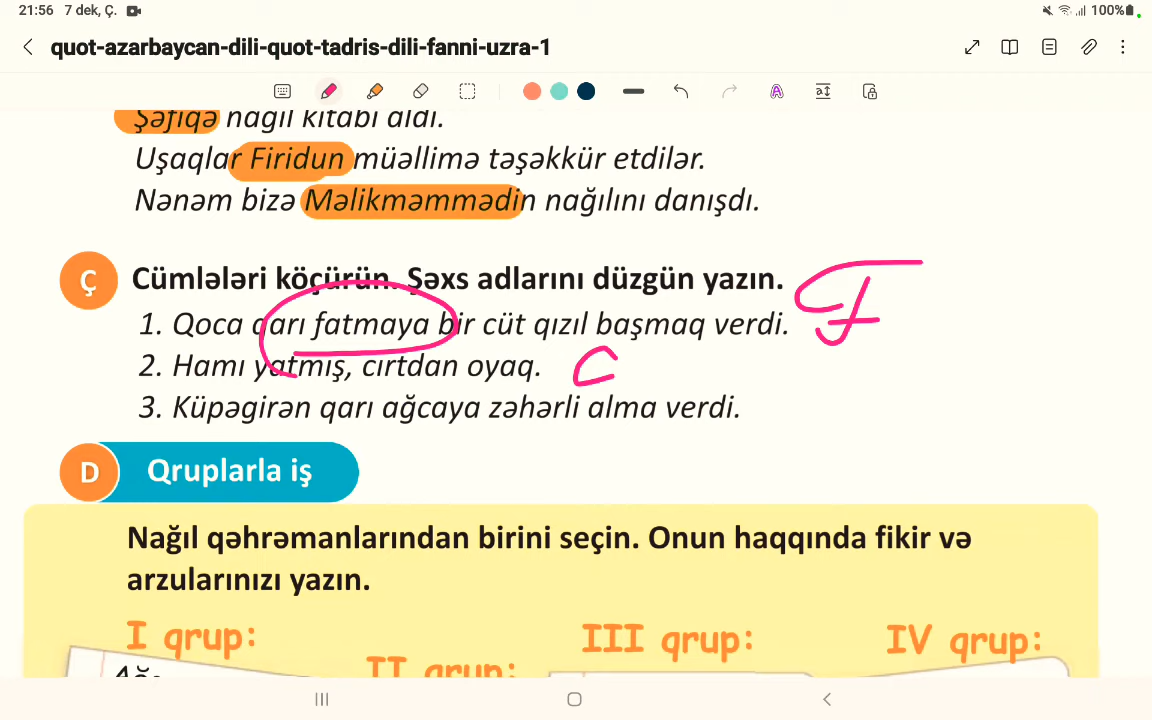 21:56 7 dek, Ç. 100%
quot-azarbaycan-dili-quot-tadris-dili-fanni-uzra-1
Şəfiqə nağıl kitabı aldı.
Uşaqlar Firidun müəllimə təşəkkür etdilər.
Nənəm bizə Məlikməmmədin nağılını danışdı.
Ç Cümlələri köçürün. Şəxs adlarını düzgün yazın.
1. Qoca qarı fatmaya bir cüt qızıl başmaq verdi. F
2. Hamı yatmış, cırtdan oyaq. C
3. Küpəgirən qarı ağcaya zəhərli alma verdi.
D Qruplarla iş
Nağıl qəhrəmanlarından birini seçin. Onun haqqında fikir və
arzularınızı yazın.
I qrup:
II qrup:
III qrup:
IV qrup: